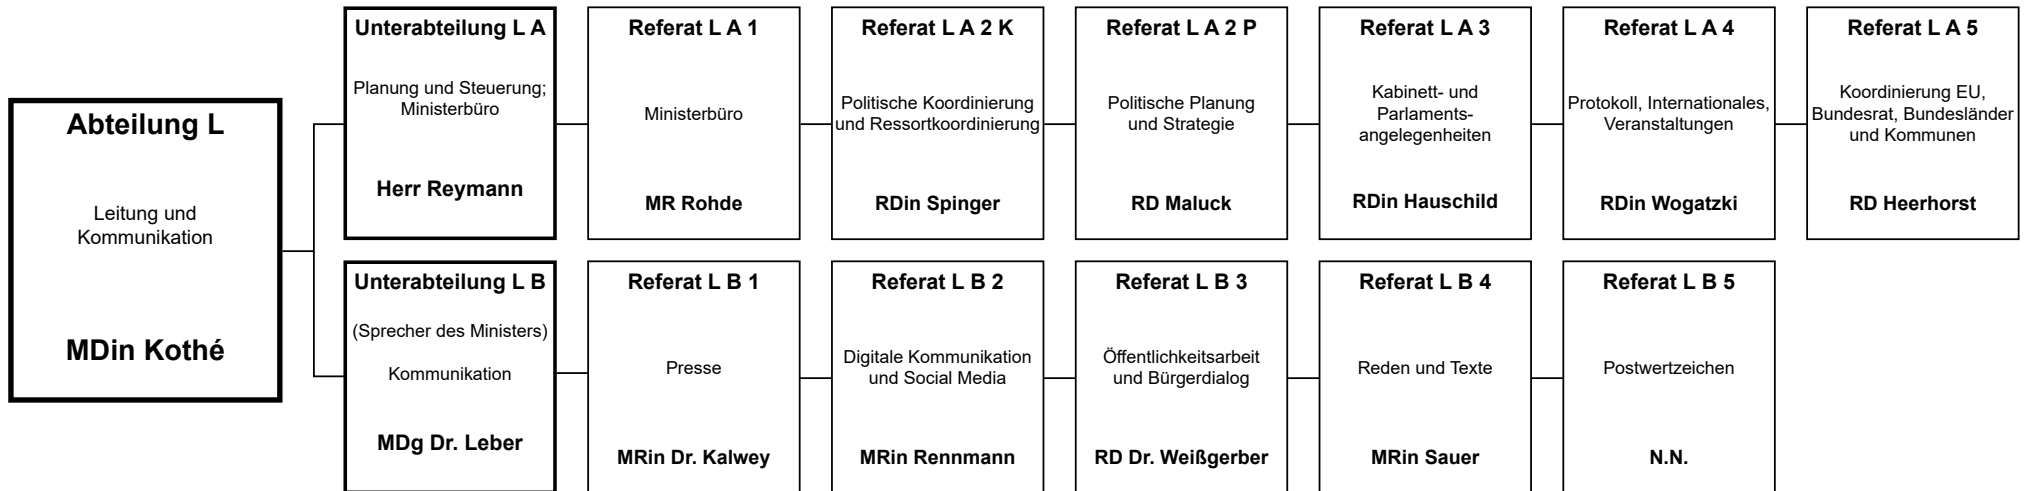 Abteilung L
Leitung und
Kommunikation
MDin Kothé
Unterabteilung L A
Planung und Steuerung;
Ministerbüro
Herr Reymann
Referat L A 1
Ministerbüro
MR Rohde
Referat L A 2 K
Politische Koordinierung
und Ressortkoordinierung
RDin Spinger
Referat L A 2 P
Politische Planung
und Strategie
RD Maluck
Referat L A 3
Kabinett- und
Parlaments-
angelegenheiten
RDin Hauschild
Referat L A 4
Protokoll, Internationales,
Veranstaltungen
RDin Wogatzki
Referat L A 5
Koordinierung EU,
Bundesrat, Bundesländer
und Kommunen
RD Heerhorst
Unterabteilung L B
(Sprecher des Ministers)
Kommunikation
MDg Dr. Leber
Referat L B 1
Presse
MRin Dr. Kalwey
Referat L B 2
Digitale Kommunikation
und Social Media
MRin Rennmann
Referat L B 3
Öffentlichkeitsarbeit
und Bürgerdialog
RD Dr. Weißgerber
Referat L B 4
Reden und Texte
MRin Sauer
Referat L B 5
Postwertzeichen
N.N.